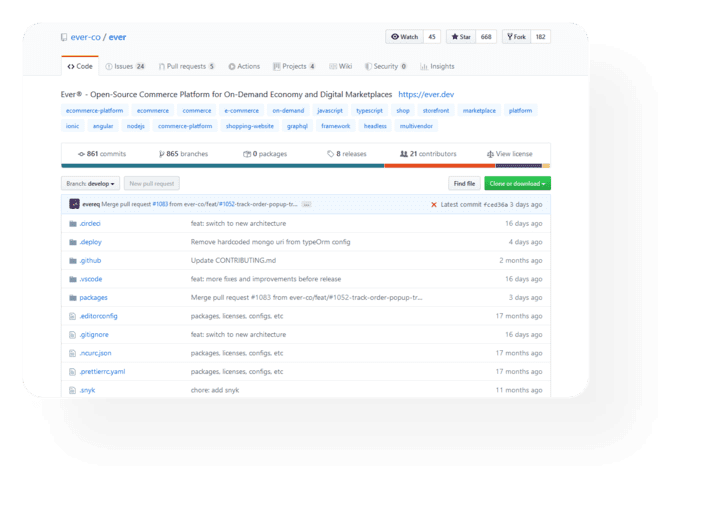 ever-co / ever
Watch 45 Star 668 Fork 182
Code Issues 24 Pull requests 5 Actions Projects 4 Wiki Security 0 Insights
Ever® - Open-Source Commerce Platform for On-Demand Economy and Digital Marketplaces https://ever.dev
ecommerce-platform ecommerce commerce e-commerce on-demand javascript typescript shop storefront marketplace platform
ionic angular nodejs commerce-platform shopping-website graphql framework headless multivendor
861 commits 865 branches 0 packages 8 releases 21 contributors View license
Branch: develop New pull request Find file Clone or download
evereq Merge pull request #1083 from ever-co/feat/#1052-track-order-popup-tr... ... Latest commit fced36a 3 days ago
.circleci feat: switch to new architecture 16 days ago
.deploy Remove hardcoded mongo uri from typeOrm config 4 days ago
.github Update CONTRIBUTING.md 2 months ago
.vscode feat: more fixes and improvements before release 16 days ago
packages Merge pull request #1083 from ever-co/feat/#1052-track-order-popup-tr... 3 days ago
.editorconfig packages, licenses, configs, etc 17 months ago
.gitignore feat: switch to new architecture 16 days ago
.ncurc.json packages, licenses, configs, etc 17 months ago
.prettierrc.yaml packages, licenses, configs, etc 17 months ago
.snyk chore: add snyk 11 months ago